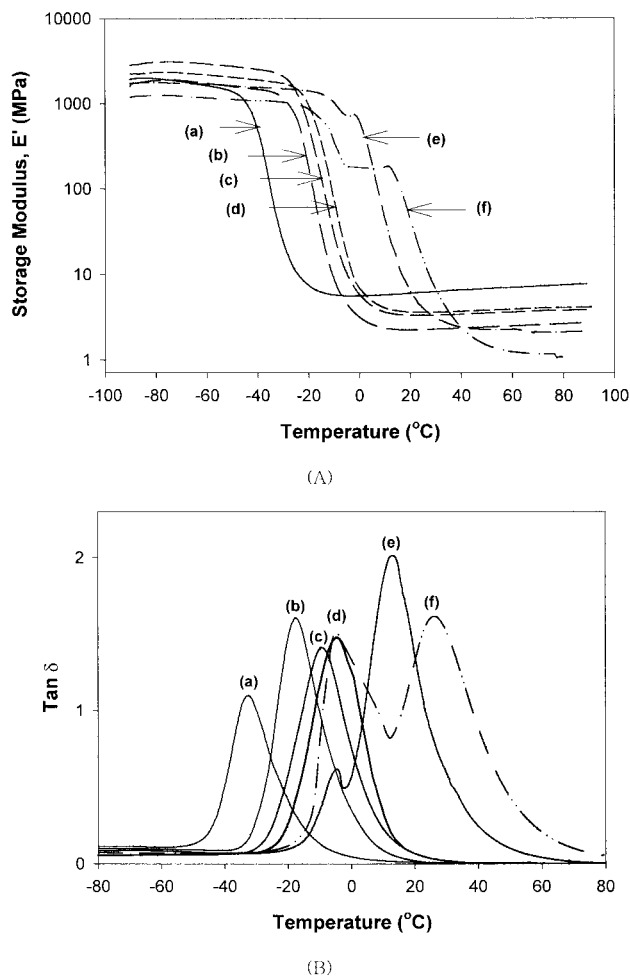 10000
1000
100
10
1
Storage Modulus, E' (MPa)
(a)
(b)
(c)
(d)
(e)
(f)
-100 -80 -60 -40 -20 0 20 40 60 80 100
Temperature (°C)
(A)
2
1
0
Tan δ
(a)
(b)
(c)
(d)
(e)
(f)
-80 -60 -40 -20 0 20 40 60 80
Temperature (°C)
(B)